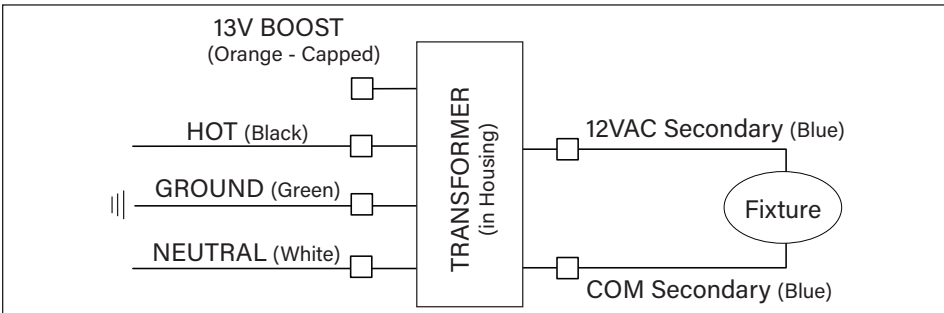 13V BOOST
(Orange - Capped)
HOT (Black)
GROUND (Green)
NEUTRAL (White)
TRANSFORMER
(in Housing)
12VAC Secondary (Blue)
Fixture
COM Secondary (Blue)